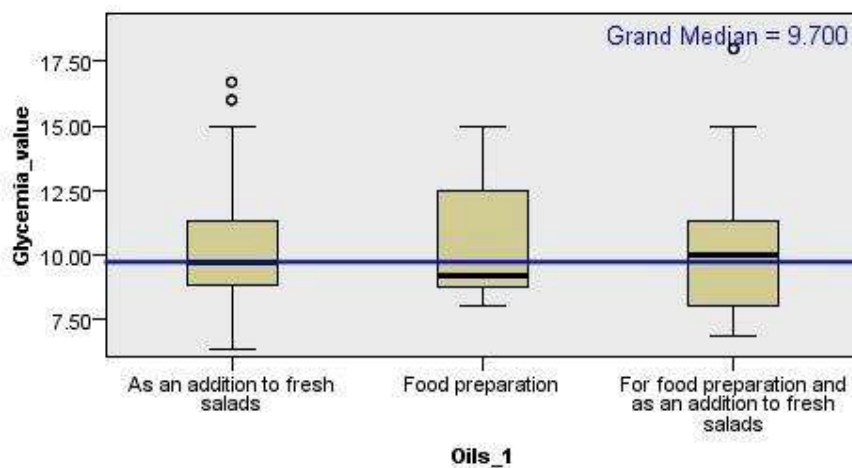 Grand Median = 9.700
17.50
15.00
12.50
10.00
7.50
Glycemia_value
As an addition to fresh
salads
Food preparation
For food preparation and
as an addition to fresh
salads
Oils_1